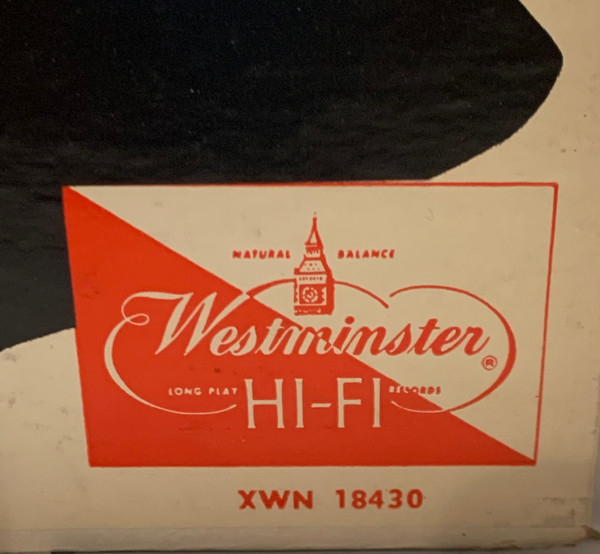 NATURAL BALANCE
Westminster®
LONG PLAY HI-FI RECORDS
XWN 18430